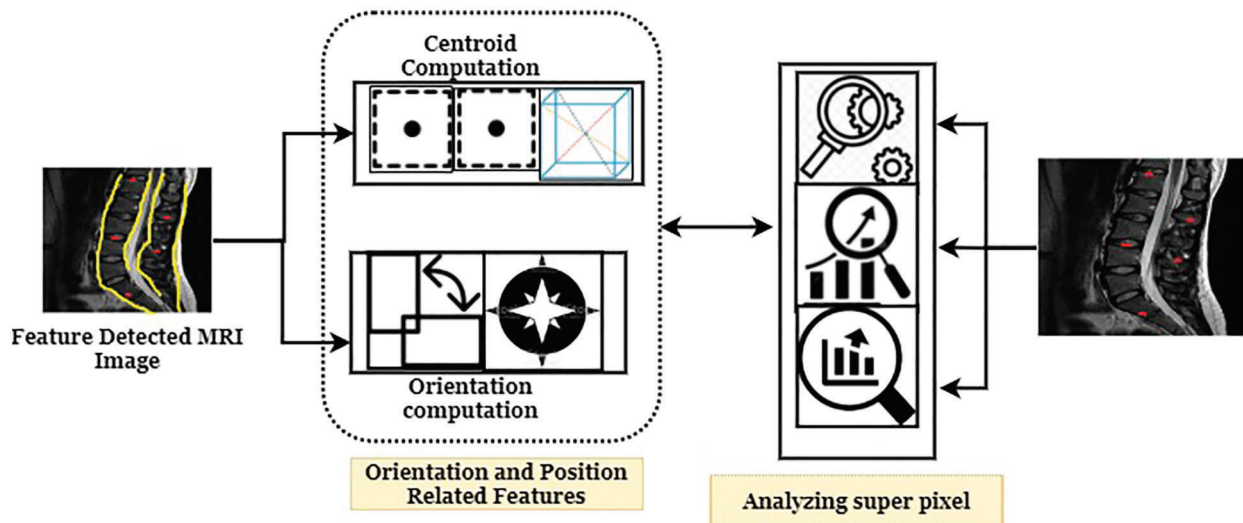 Centroid
Computation
Feature Detected MRI
Image
Orientation
computation
Orientation and Position
Related Features
Analyzing super pixel